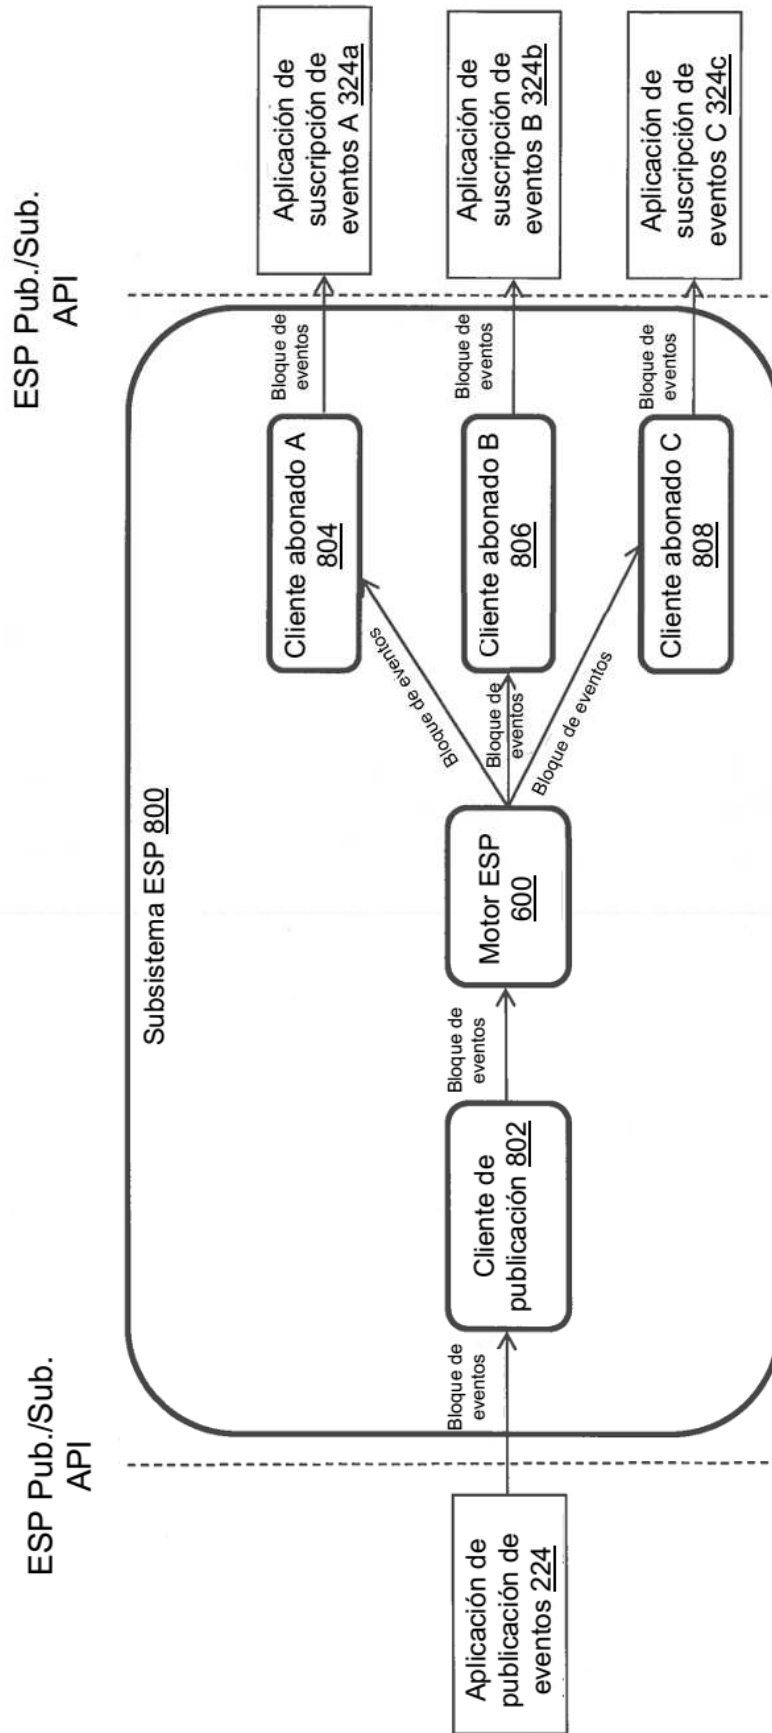 ESP Pub./Sub.
API
ESP Pub./Sub.
API
Subsistema ESP 800
Aplicación de
publicación de
eventos 224
Bloque de
eventos
Cliente de
publicación 802
Bloque de
eventos
Motor ESP
600
Bloque de eventos
Bloque de
eventos
Bloque de eventos
Cliente abonado A
804
Cliente abonado B
806
Cliente abonado C
808
Bloque de
eventos
Bloque de
eventos
Bloque de
eventos
Aplicación de
suscripción de
eventos A 324a
Aplicación de
suscripción de
eventos B 324b
Aplicación de
suscripción de
eventos C 324c